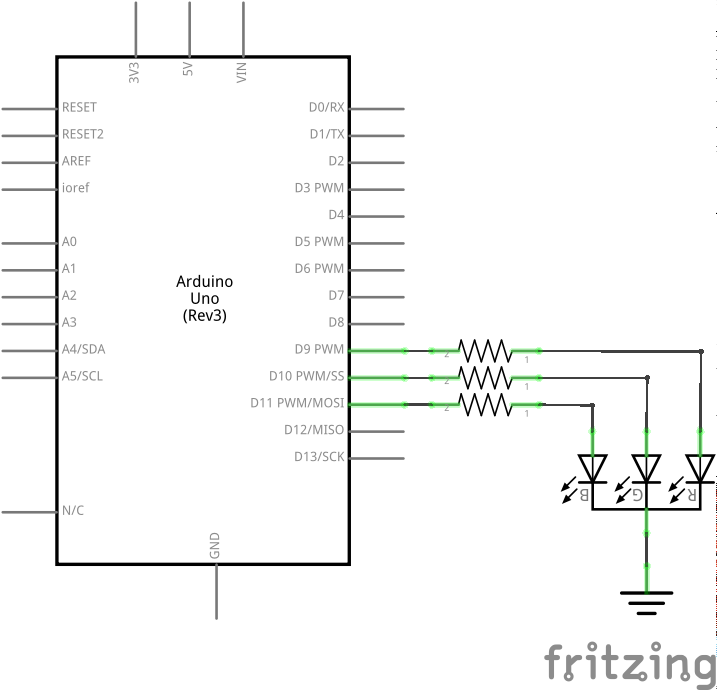 3V3
5V
VIN
RESET
RESET2
AREF
ioref
A0
A1
A2
A3
A4/SDA
A5/SCL
N/C
D0/RX
D1/TX
D2
D3 PWM
D4
D5 PWM
D6 PWM
D7
D8
D9 PWM
D10 PWM/SS
D11 PWM/MOSI
D12/MISO
D13/SCK
Arduino
Uno
(Rev3)
GND
2
1
2
1
2
1
B
G
R
fritzing